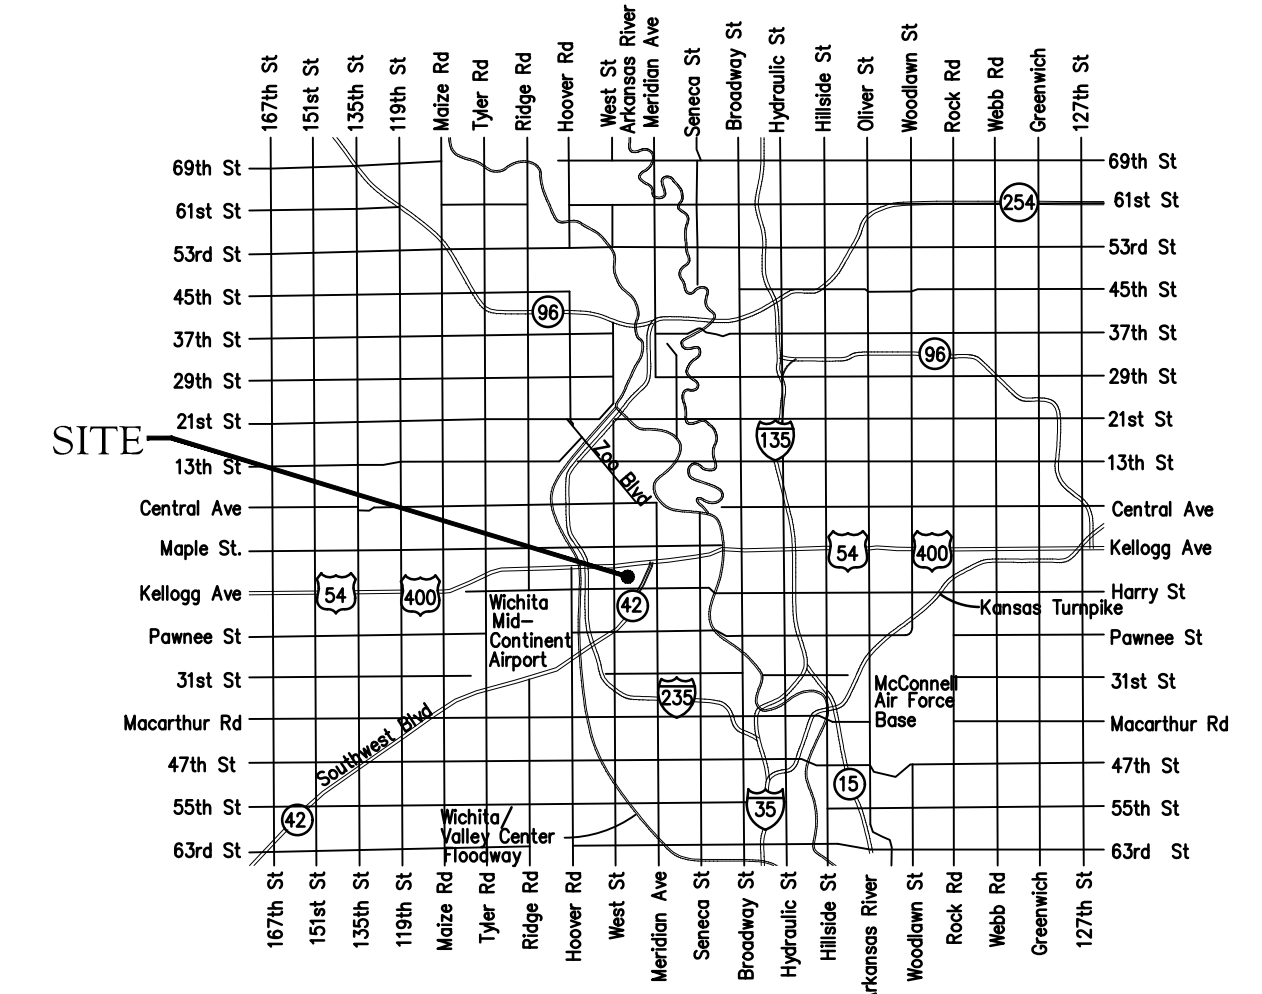 167th St
151st St
135th St
119th St
Maize Rd
Tyler Rd
Ridge Rd
Hoover Rd
West St
Arkansas River
Meridian Ave
Seneca St
Broadway St
Hydraulic St
Hillside St
Oliver St
Woodlawn St
Rock Rd
Webb Rd
Greenwich
127th St
69th St
69th St
61st St
254
61st St
53rd St
53rd St
45th St
45th St
96
37th St
37th St
96
29th St
29th St
21st St
21st St
SITE
135
13th St
13th St
Zoo Blvd
Central Ave
Central Ave
Maple St.
54
400
Kellogg Ave
Kellogg Ave
54
400
Harry St
Wichita
Mid-
Continent
Airport
42
Kansas Turnpike
Pawnee St
Pawnee St
31st St
31st St
235
McConnell
Air Force
Base
Macarthur Rd
Macarthur Rd
Southwest Blvd
47th St
47th St
15
55th St
55th St
35
42
Wichita/
Valley Center
Floodway
63rd St
63rd St
167th St
151st St
135th St
119th St
Maize Rd
Tyler Rd
Ridge Rd
Hoover Rd
West St
Meridian Ave
Seneca St
Broadway St
Hydraulic St
Hillside St
rkansas River
Woodlawn St
Rock Rd
Webb Rd
Greenwich
127th St